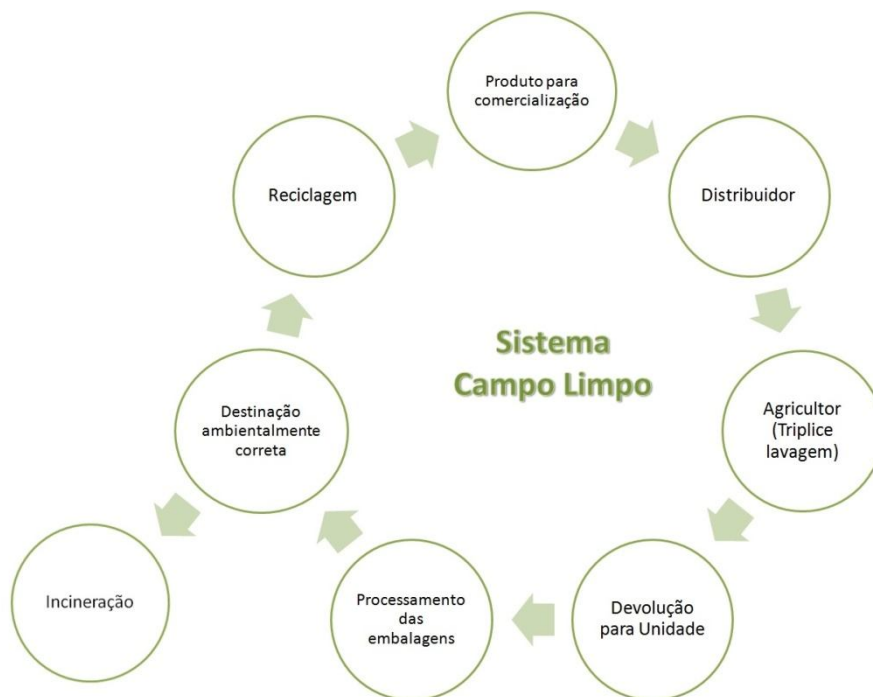 Produto para
comercialização
Reciclagem
Distribuidor
Sistema
Campo Limpo
Agricultor
(Triplice
lavagem)
Destinação
ambientalmente
correta
Incineração
Processamento
das
embalagens
Devolução
para Unidade